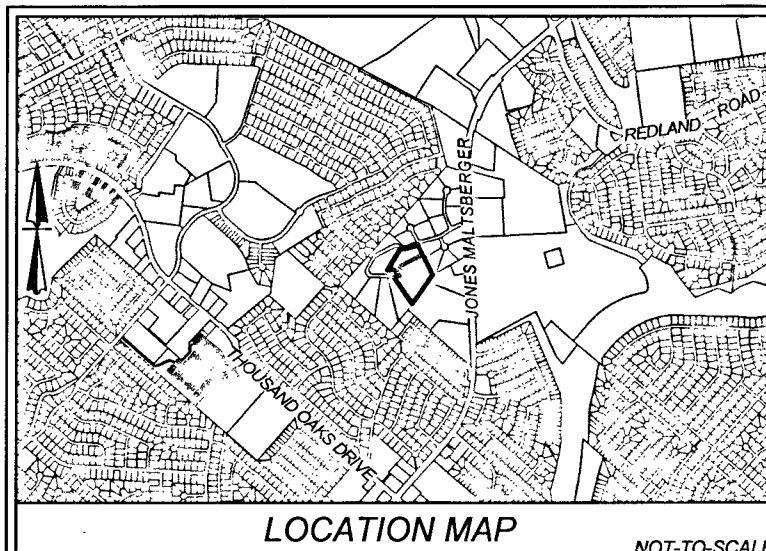 REDLAND ROAD
JONES MALTSBERGER
THOUSAND OAKS DRIVE
LOCATION MAP
NOT-TO-SCALE